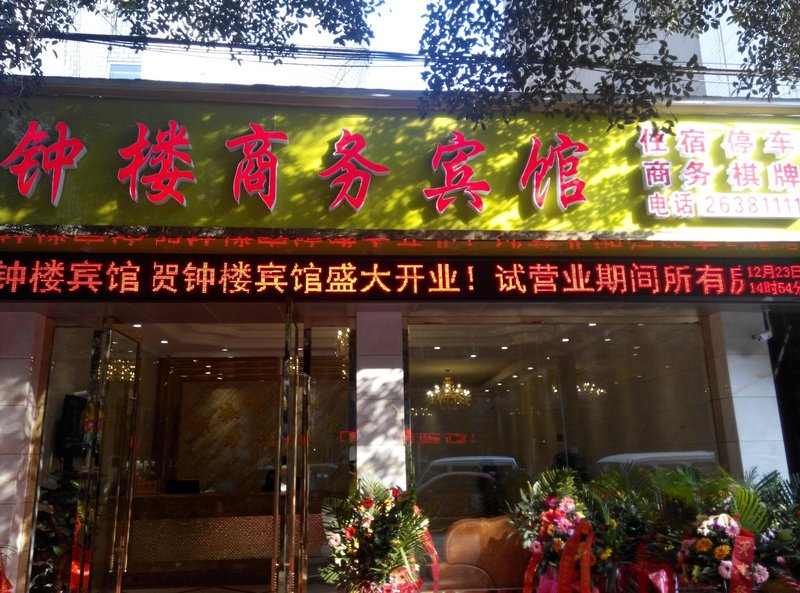 钟楼商务宾馆
住宿 停车
商务 棋牌
电话 26381111
钟楼宾馆 贺钟楼宾馆盛大开业！试营业期间所有
12月23日
14时54分